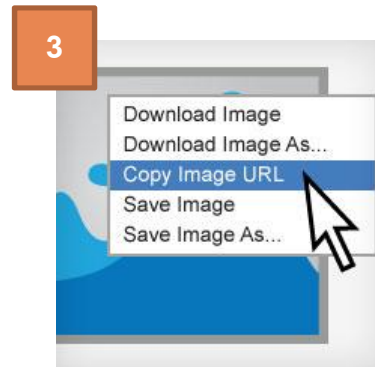 3
Download Image
Download Image As...
Copy Image URL
Save Image
Save Image As...